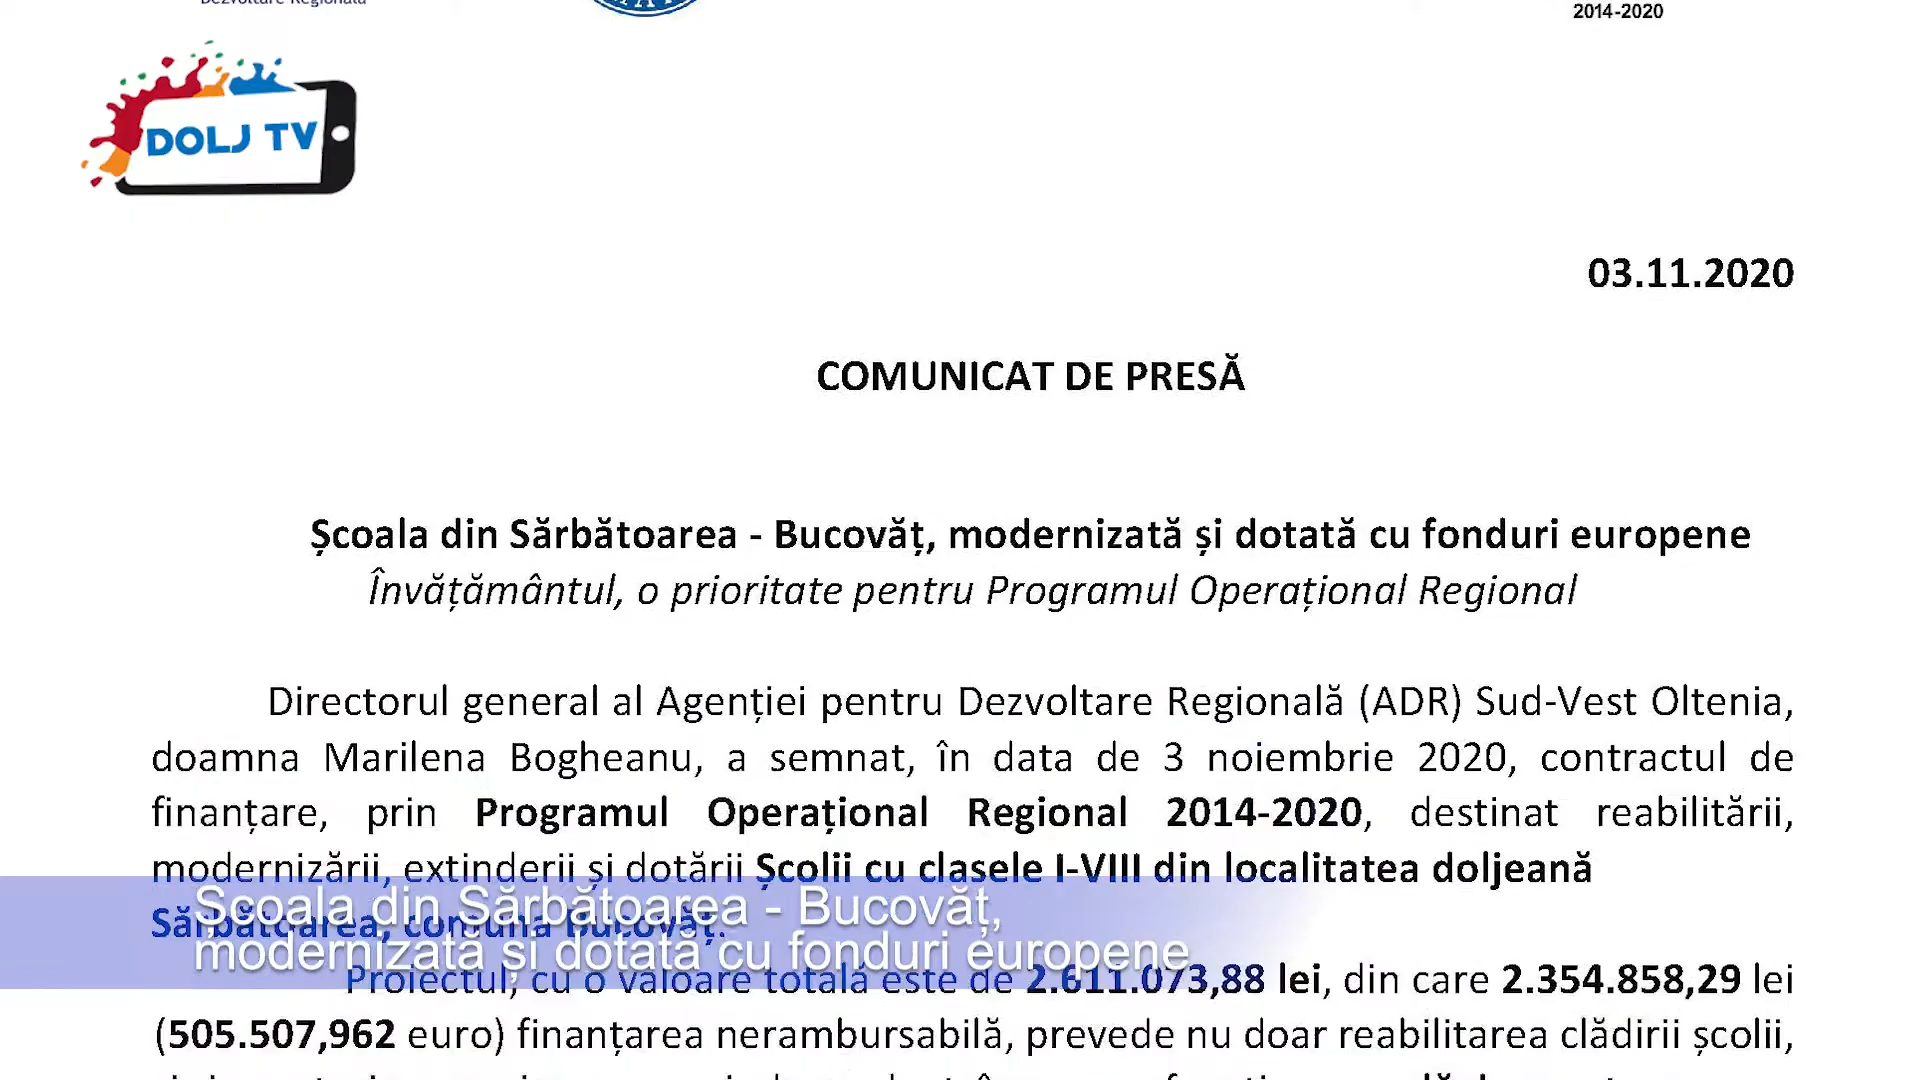 Dezvoltare Regională
2014-2020
DOLJ TV
03.11.2020
COMUNICAT DE PRESĂ
Școala din Sărbătoarea - Bucovăț, modernizată și dotată cu fonduri europene
Învățământul, o prioritate pentru Programul Operațional Regional
Directorul general al Agenției pentru Dezvoltare Regională (ADR) Sud-Vest Oltenia,
doamna Marilena Bogheanu, a semnat, în data de 3 noiembrie 2020, contractul de
finanțare, prin Programul Operațional Regional 2014-2020, destinat reabilitării,
modernizării, extinderii și dotării Școlii cu clasele I-VIII din localitatea doljeană
Sărbătoarea, comuna Bucovăț.
Școala din Sărbătoarea - Bucovăț,
modernizată și dotată cu fonduri europene
Proiectul, cu o valoare totală este de 2.611.073,88 lei, din care 2.354.858,29 lei
(505.507,962 euro) finanțarea nerambursabilă, prevede nu doar reabilitarea clădirii școlii,